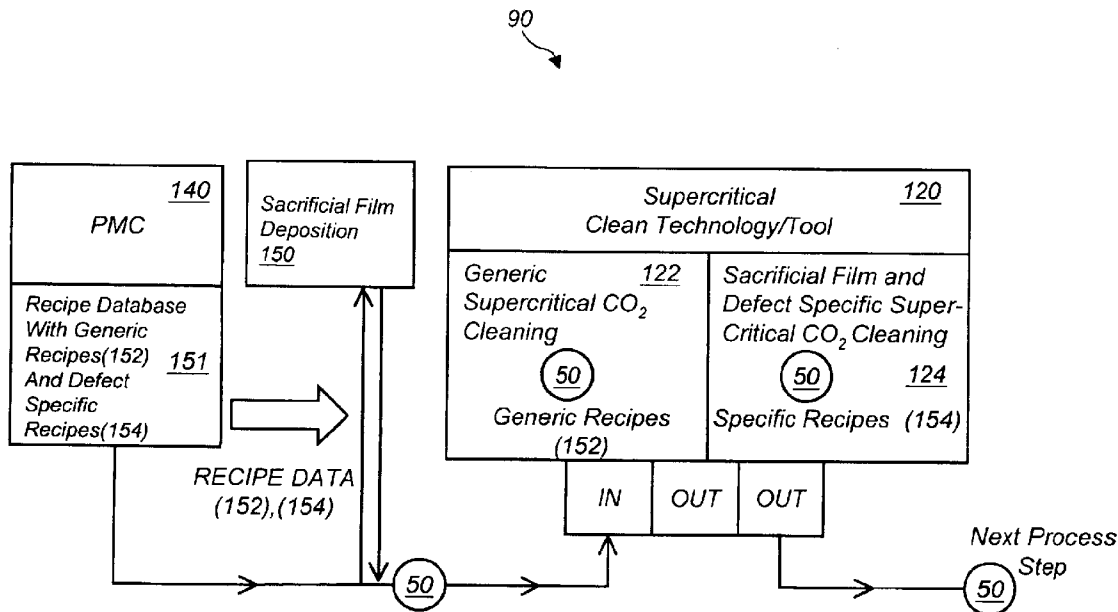 90
140
PMC
Recipe Database
With Generic
Recipes(152)
151
And Defect
Specific
Recipes(154)
Sacrificial Film
Deposition
150
RECIPE DATA
(152),(154)
120
Supercritical
Clean Technology/Tool
Generic 122
Supercritical CO2
Cleaning
50
Generic Recipes
(152)
Sacrificial Film and
Defect Specific Super-
Critical CO2 Cleaning
50
124
Specific Recipes (154)
IN OUT OUT
50
Next Process
Step
50